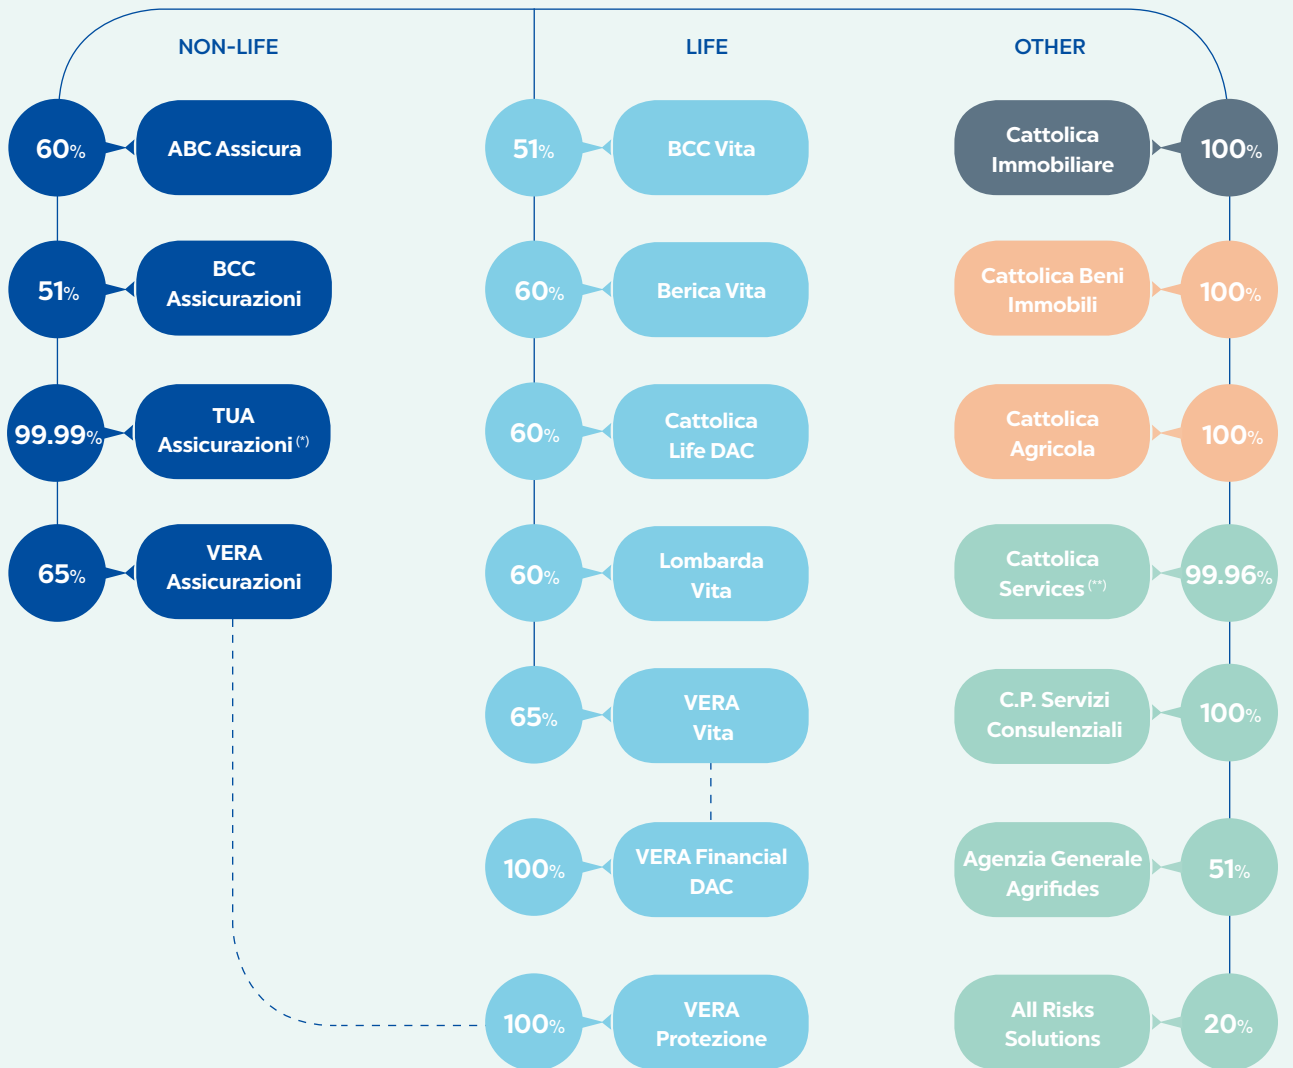 NON-LIFE
60%
ABC Assicura
51%
BCC
Assicurazioni
99.99%
TUA
Assicurazioni (*)
65%
VERA
Assicurazioni
LIFE
51%
BCC Vita
60%
Berica Vita
60%
Cattolica
Life DAC
60%
Lombarda
Vita
65%
VERA
Vita
100%
VERA Financial
DAC
100%
VERA
Protezione
OTHER
Cattolica
Immobiliare
100%
Cattolica Beni
Immobili
100%
Cattolica
Agricola
100%
Cattolica
Services (**)
99.96%
C.P. Servizi
Consulenziali
100%
Agenzia Generale
Agrifides
51%
All Risks
Solutions
20%